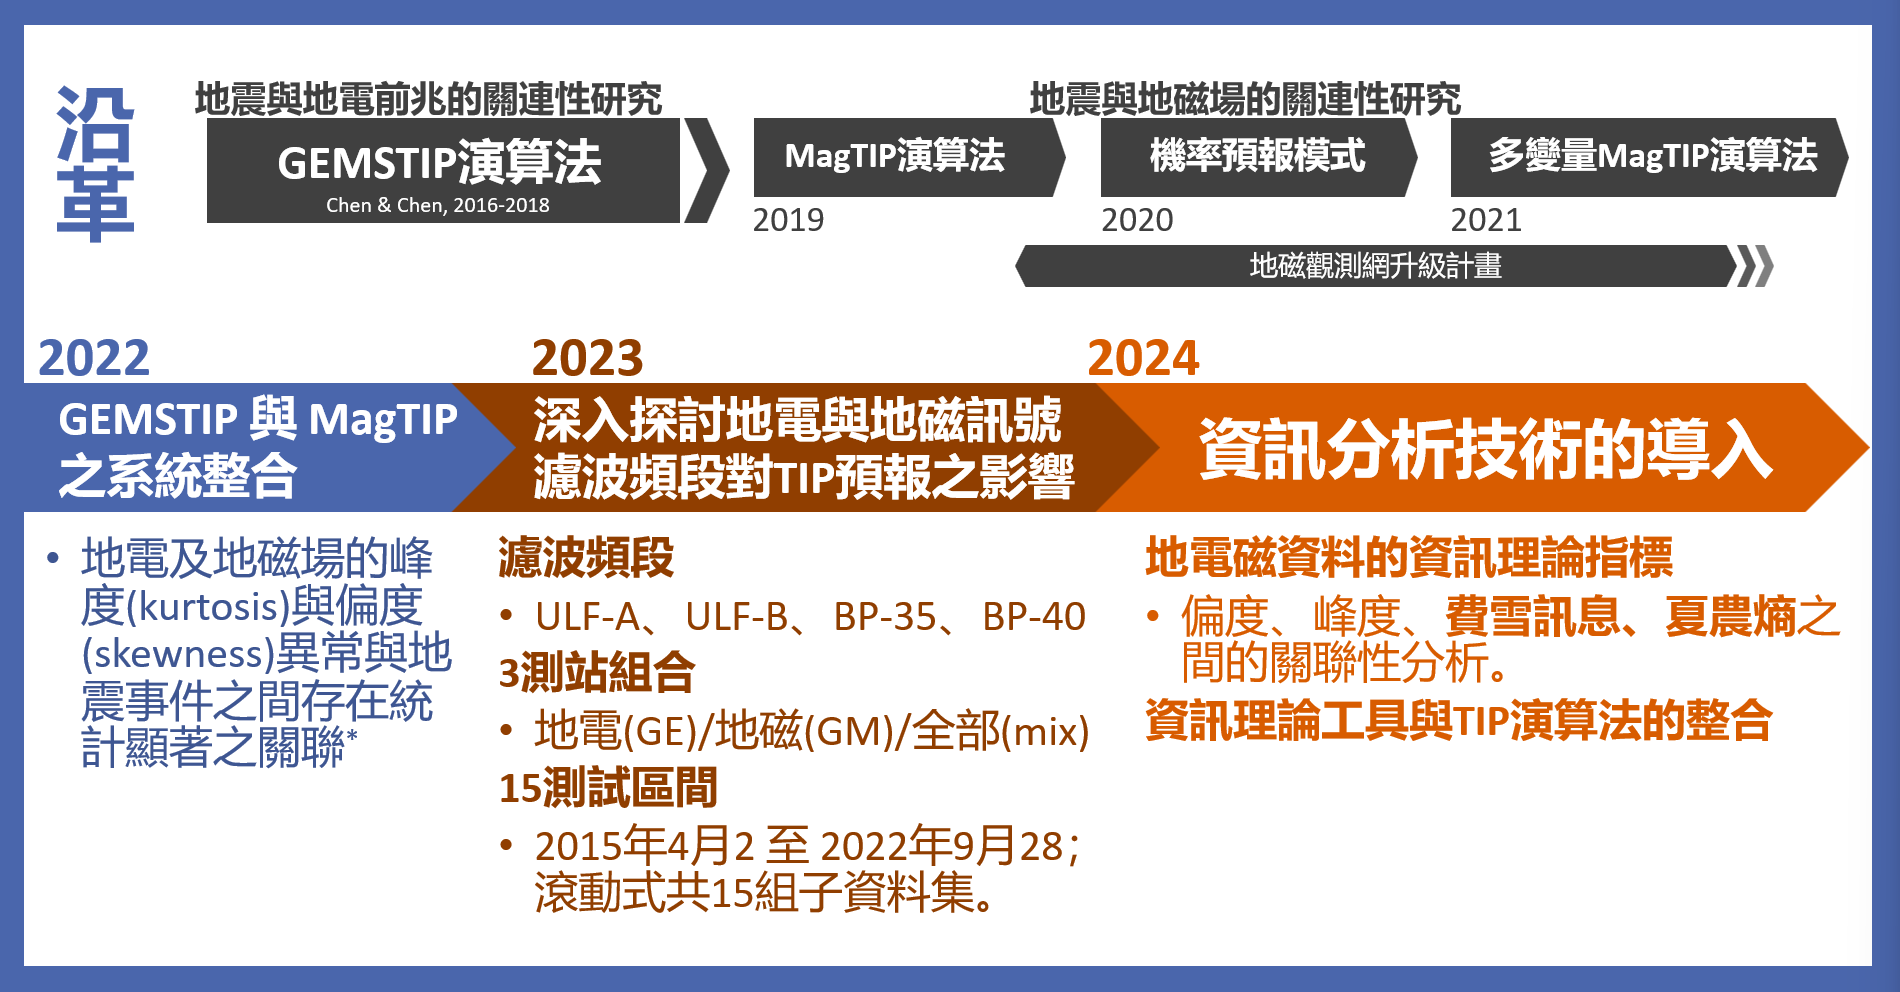 沿革
地震與地電前兆的關連性研究
GEMSTIP演算法
Chen & Chen, 2016-2018
地震與地磁場的關連性研究
MagTIP演算法
2019
機率預報模式
2020
多變量MagTIP演算法
2021
地磁觀測網升級計畫
2022
GEMSTIP 與 MagTIP
之系統整合
• 地電及地磁場的峰
度(kurtosis)與偏度
(skewness)異常與地
震事件之間存在統
計顯著之關聯*
2023
深入探討地電與地磁訊號
濾波頻段對TIP預報之影響
濾波頻段
• ULF-A、ULF-B、BP-35、BP-40
3測站組合
• 地電(GE)/地磁(GM)/全部(mix)
15測試區間
• 2015年4月2 至 2022年9月28；
滾動式共15組子資料集。
2024
資訊分析技術的導入
地電磁資料的資訊理論指標
• 偏度、峰度、費雪訊息、夏農熵之
間的關聯性分析。
資訊理論工具與TIP演算法的整合